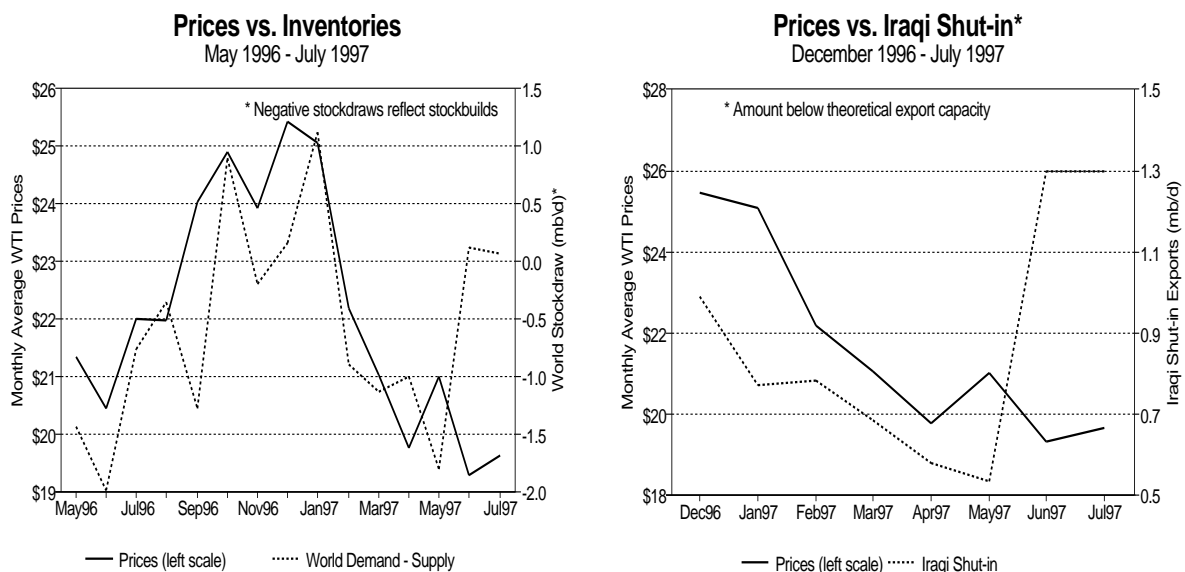 Prices vs. Inventories
May 1996 - July 1997
$26
$25
$24
$23
$22
$21
$20
$19
Monthly Average WTI Prices
* Negative stockdraws reflect stockbuilds
1.5
1.0
0.5
0.0
-0.5
-1.0
-1.5
-2.0
World Stockdraw (mb\d)*
May96 Jul96 Sep96 Nov96 Jan97 Mar97 May97 Jul97
Prices (left scale) World Demand - Supply
Prices vs. Iraqi Shut-in*
December 1996 - July 1997
$28
$26
$24
$22
$20
$18
Monthly Average WTI Prices
* Amount below theoretical export capacity
1.5
1.3
1.1
0.9
0.7
0.5
Iraqi Shut-in Exports (mb/d)
Dec96 Jan97 Feb97 Mar97 Apr97 May97 Jun97 Jul97
Prices (left scale) Iraqi Shut-in